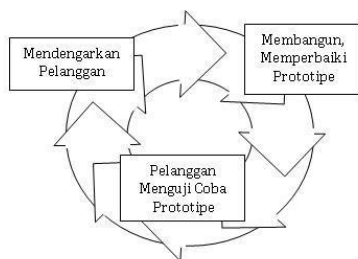 Mendengarkan
Pelanggan
Membangun,
Memperbaiki
Prototipe
Pelanggan
Menguji Coba
Prototipe